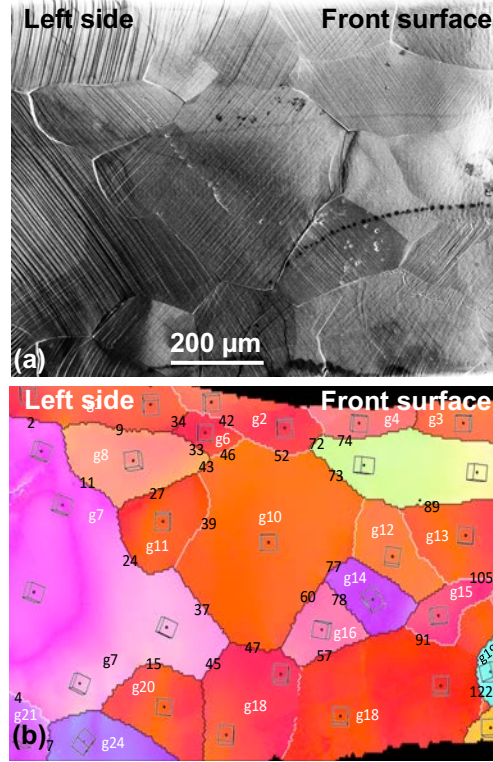 Left side Front surface
200 µm
(a)
Left side Front surface
2 9 34 42 g2 g4 g3
g6 72 74
g8 33 46 52
43 73
11 27
g7 39 g10 89
g11 g12 g13
24 77 g14 105
37 60 78 g15
g16 91
g7 15 45 47 57
g20 g18 g18 g19
4 122
g21
7 g24
(b)